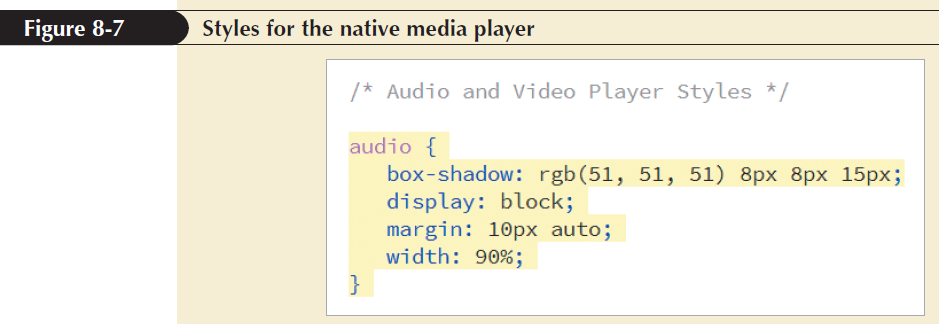 Figure 8-7 Styles for the native media player
/* Audio and Video Player Styles */
audio {
box-shadow: rgb(51, 51, 51) 8px 8px 15px;
display: block;
margin: 10px auto;
width: 90%;
}